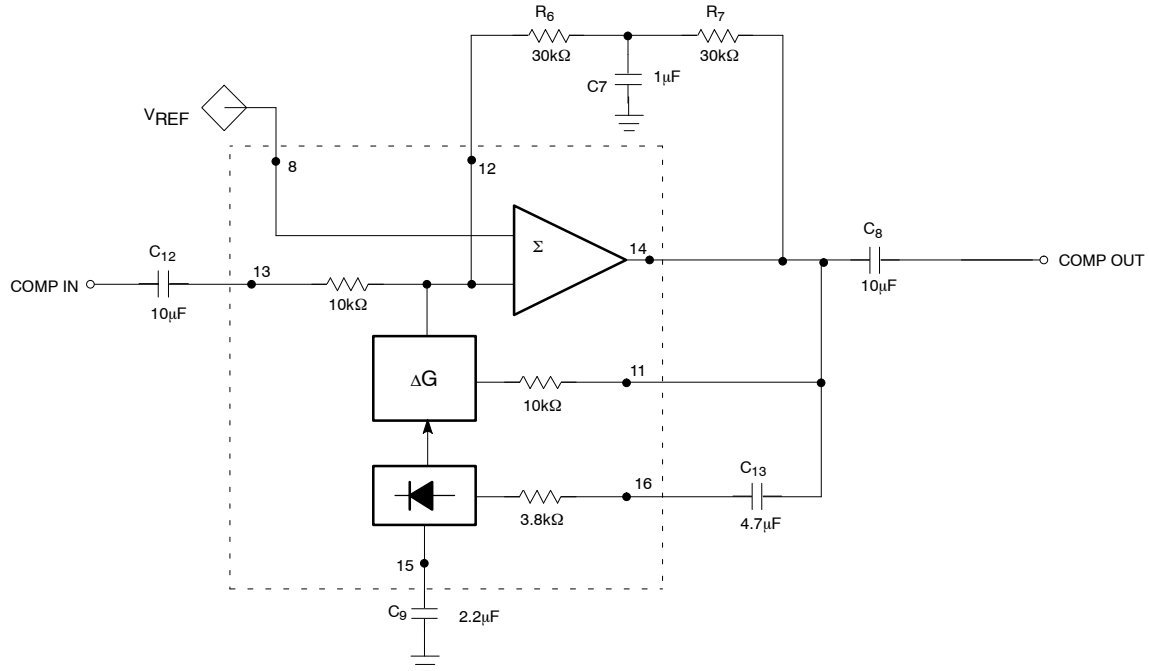 R6
R7
30kΩ
30kΩ
C7
1μF
VREF
8
12
Σ
14
C8
C12
13
COMP IN
COMP OUT
10kΩ
10μF
10μF
ΔG
11
10kΩ
C13
16
3.8kΩ
4.7μF
15
C9
2.2μF